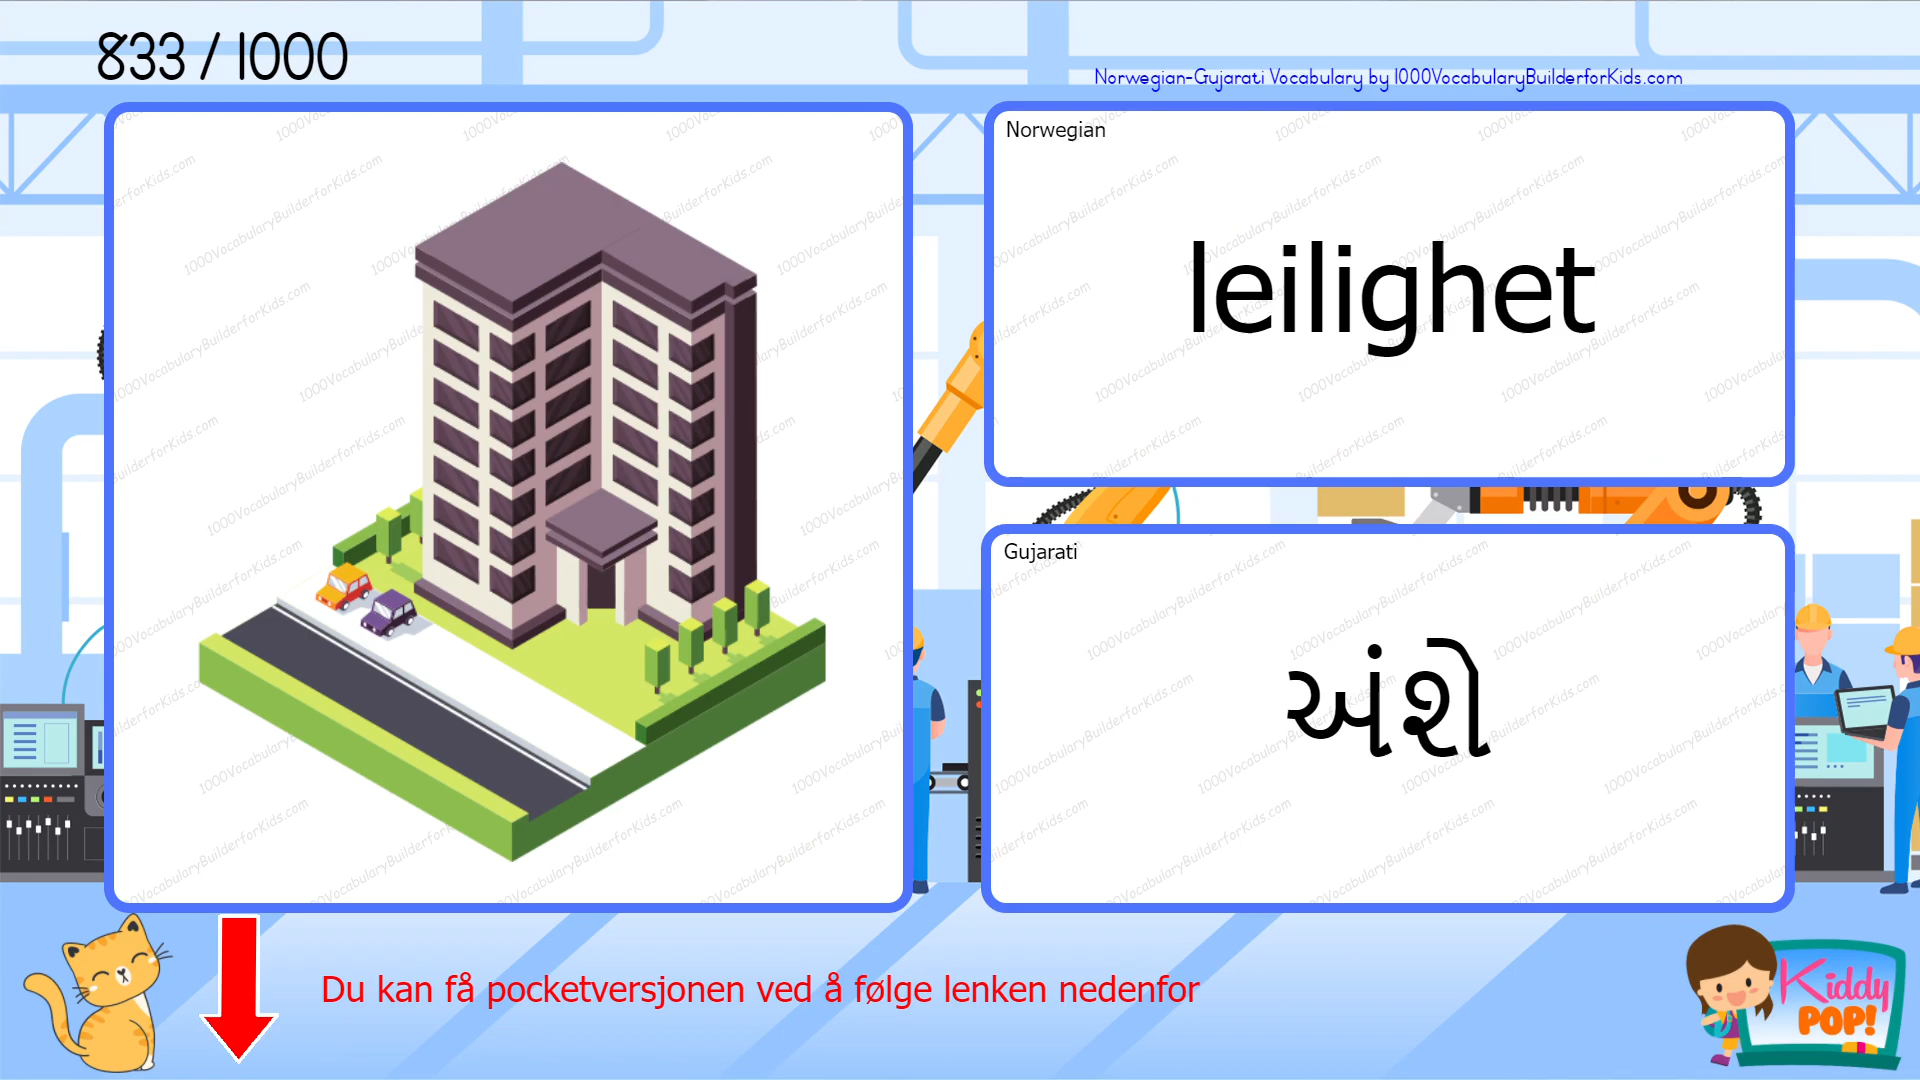 833 / 1000
Norwegian-Gujarati Vocabulary by 1000VocabularyBuilderforKids.com
Norwegian
leilighet
Gujarati
અંશે
Du kan få pocketversjonen ved å følge lenken nedenfor
Kiddy
POP!